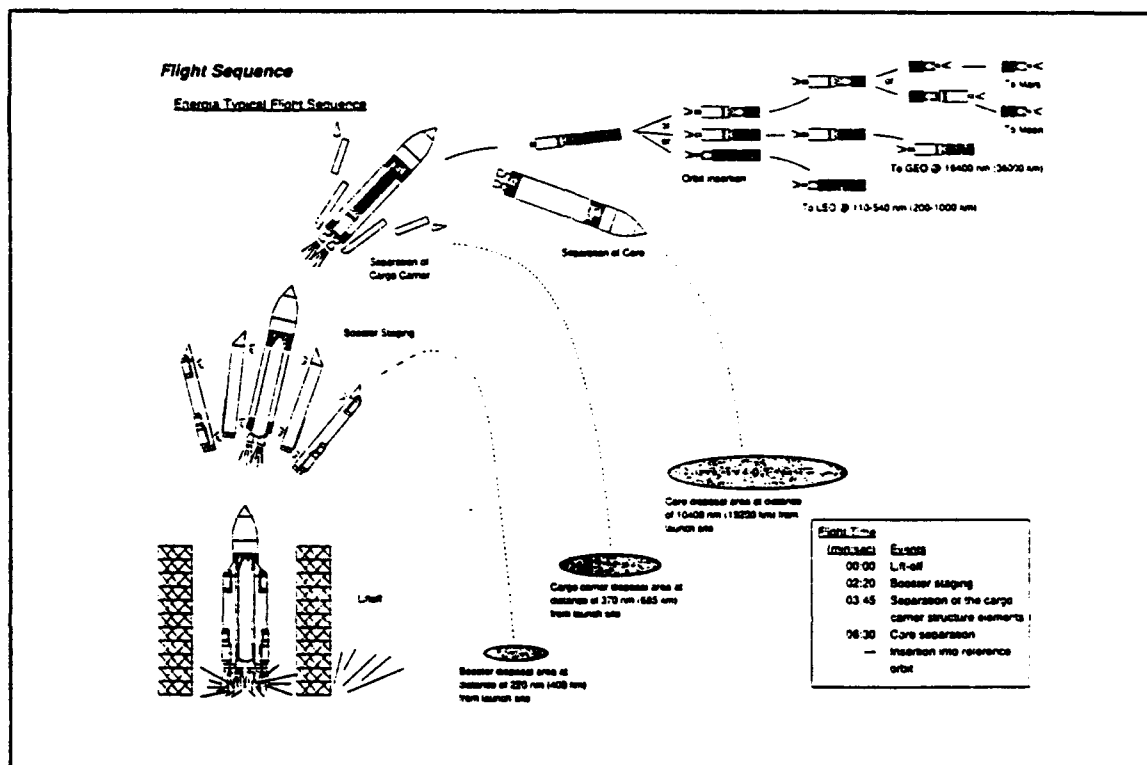 Flight Sequence
Energia Typical Flight Sequence
or
To Mars
or
or
To Moon
Orbit Insertion
To GEO @ 19400 nm (36000 km)
To LEO @ 110-540 nm (200-1000 km)
Separation of
Cargo Carrier
Separation of Core
Booster Staging
Core disposal area at distance
of 10400 nm (19200 km) from
launch site
Liftoff
Cargo carrier disposal area at
distance of 370 nm (685 km)
from launch site
Booster disposal area at
distance of 220 nm (408 km)
from launch site
Flight Time
(min:sec) Events
00:00 Lift-off
02:20 Booster staging
03:45 Separation of the cargo
carrier structure elements
08:30 Core separation
— Insertion into reference
orbit